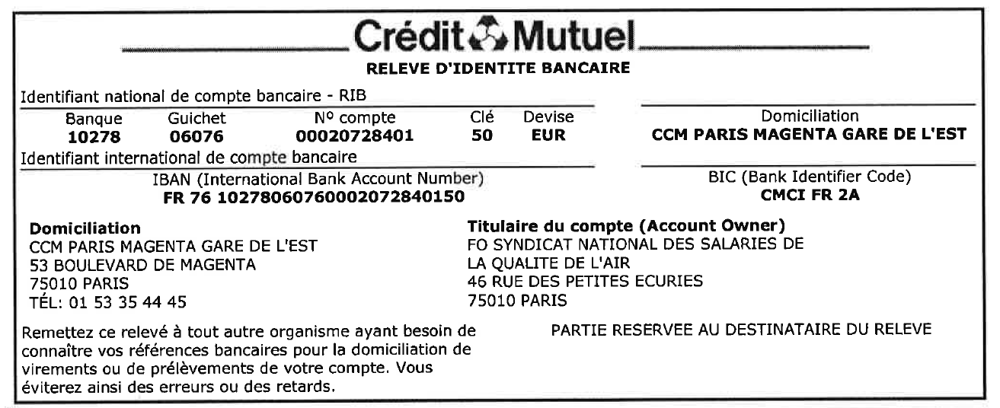 Crédit Mutuel
RELEVE D'IDENTITE BANCAIRE
Identifiant national de compte bancaire - RIB
Banque Guichet Nº compte Clé Devise Domiciliation
10278 06076 00020728401 50 EUR CCM PARIS MAGENTA GARE DE L'EST
Identifiant international de compte bancaire
IBAN (International Bank Account Number) BIC (Bank Identifier Code)
FR 76 10278060760002072840150 CMCI FR 2A
Domiciliation
CCM PARIS MAGENTA GARE DE L'EST
53 BOULEVARD DE MAGENTA
75010 PARIS
TÉL: 01 53 35 44 45
Titulaire du compte (Account Owner)
FO SYNDICAT NATIONAL DES SALARIES DE
LA QUALITE DE L'AIR
46 RUE DES PETITES ECURIES
75010 PARIS
Remettez ce relevé à tout autre organisme ayant besoin de
connaître vos références bancaires pour la domiciliation de
virements ou de prélèvements de votre compte. Vous
éviterez ainsi des erreurs ou des retards.
PARTIE RESERVEE AU DESTINATAIRE DU RELEVE